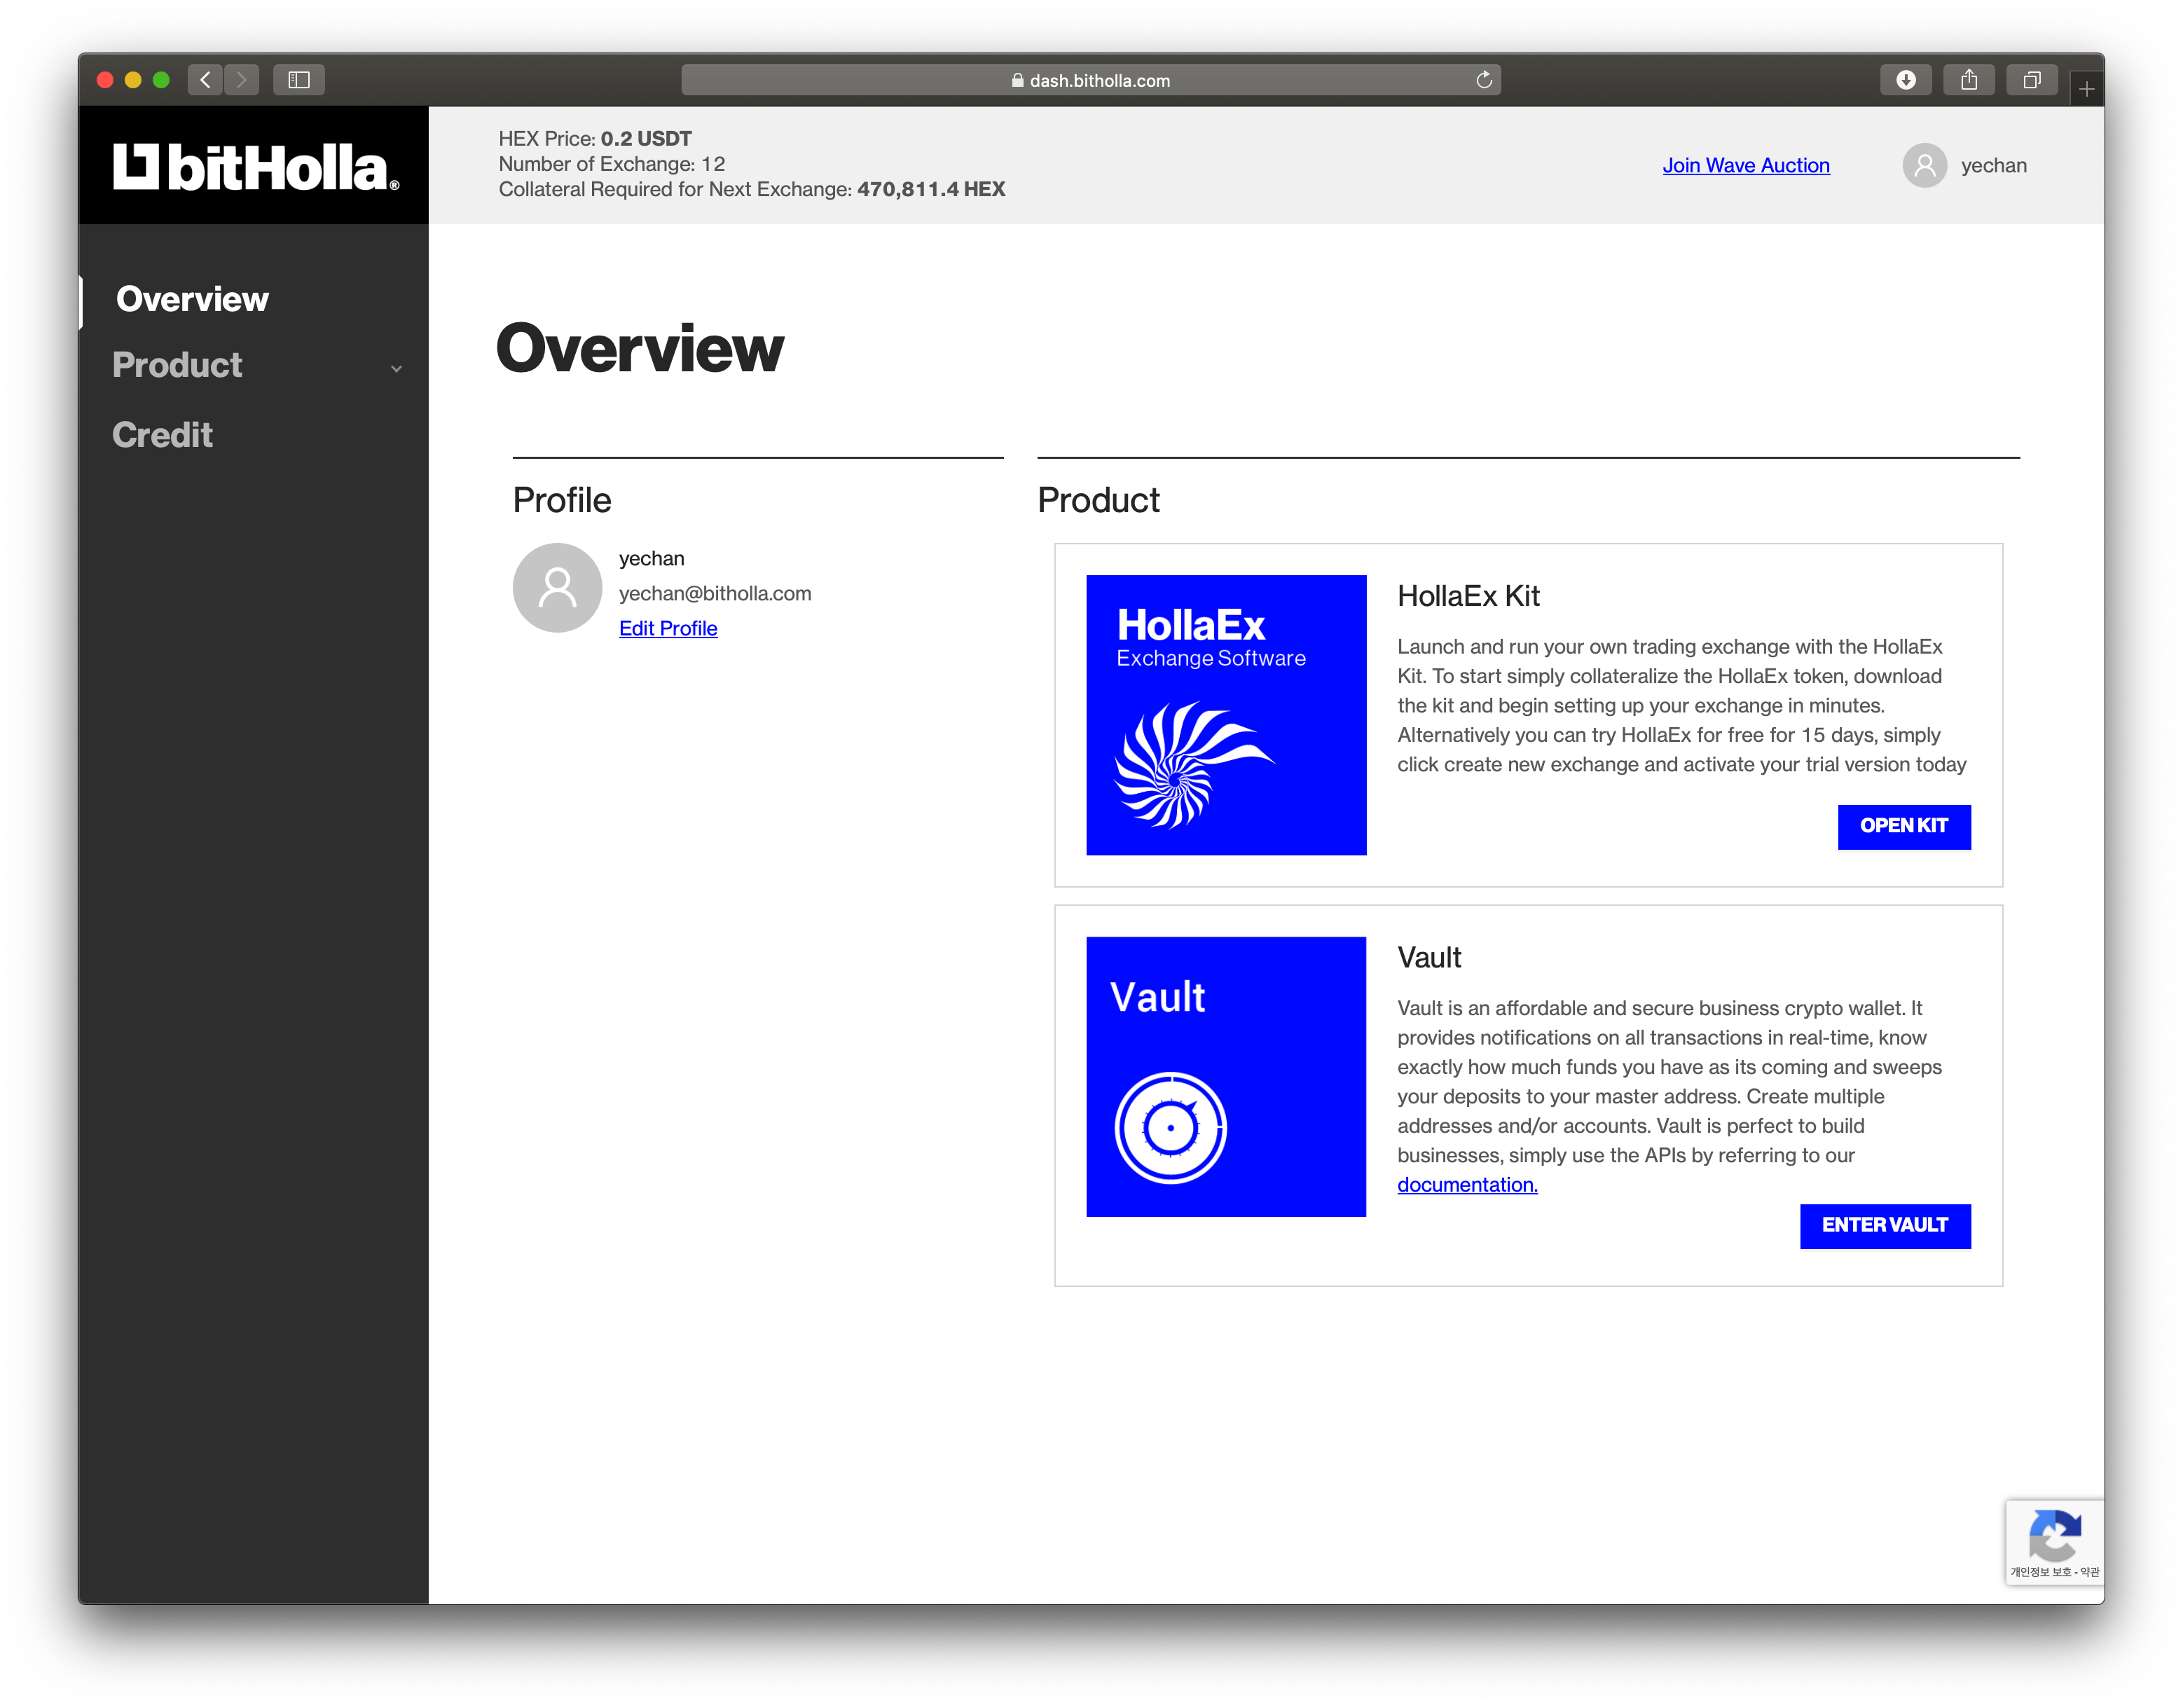 dash.bitholla.com
bitHolla®
HEX Price: 0.2 USDT
Number of Exchange: 12
Collateral Required for Next Exchange: 470,811.4 HEX
Join Wave Auction
yechan
Overview
Product
Credit
Overview
Profile
yechan
yechan@bitholla.com
Edit Profile
Product
HollaEx
Exchange Software
HollaEx Kit
Launch and run your own trading exchange with the HollaEx
Kit. To start simply collateralize the HollaEx token, download
the kit and begin setting up your exchange in minutes.
Alternatively you can try HollaEx for free for 15 days, simply
click create new exchange and activate your trial version today
OPEN KIT
Vault
Vault
Vault is an affordable and secure business crypto wallet. It
provides notifications on all transactions in real-time, know
exactly how much funds you have as its coming and sweeps
your deposits to your master address. Create multiple
addresses and/or accounts. Vault is perfect to build
businesses, simply use the APIs by referring to our
documentation.
ENTER VAULT
개인정보 보호 - 약관